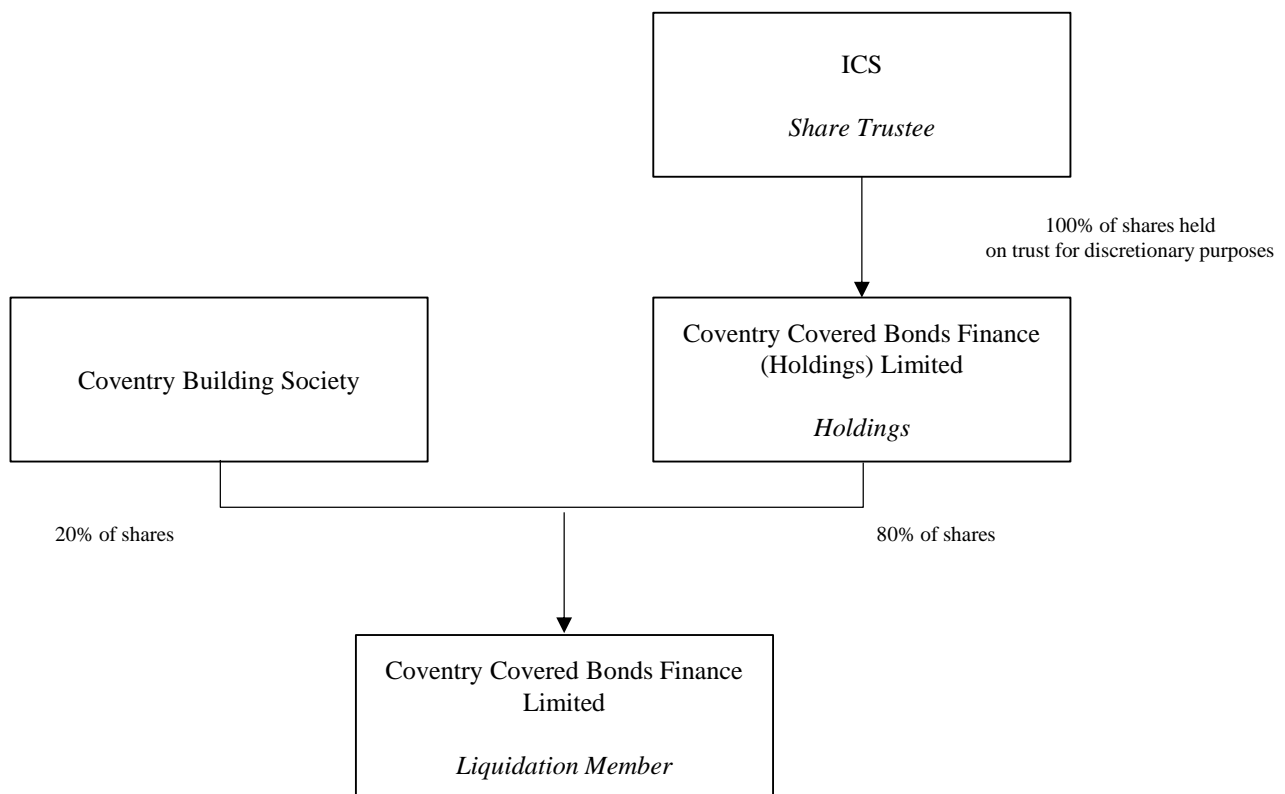 ICS
Share Trustee
100% of shares held
on trust for discretionary purposes
Coventry Building Society
Coventry Covered Bonds Finance
(Holdings) Limited
Holdings
20% of shares
80% of shares
Coventry Covered Bonds Finance
Limited
Liquidation Member